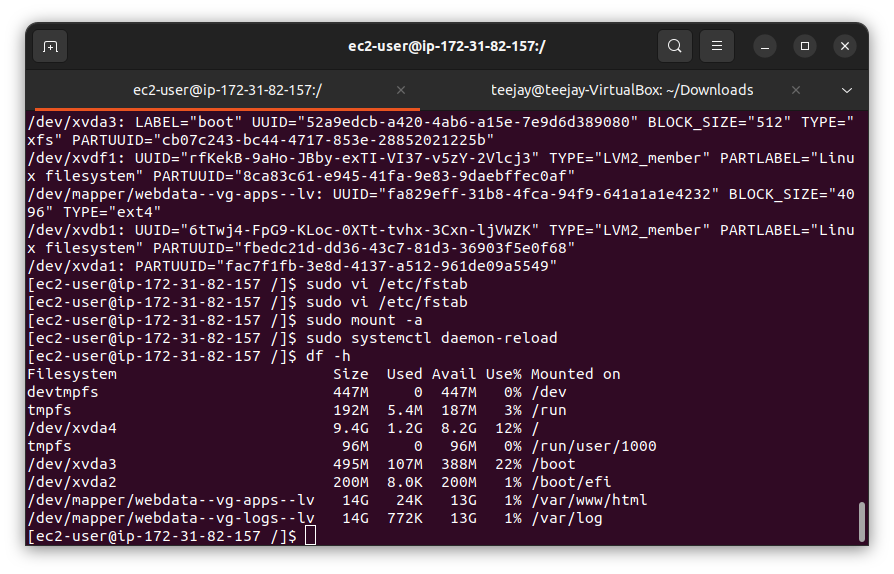 ec2-user@ip-172-31-82-157:/
ec2-user@ip-172-31-82-157:/
teejay@teejay-VirtualBox: ~/Downloads
/dev/xvda3: LABEL="boot" UUID="52a9edcb-a420-4ab6-a15e-7e9d6d389080" BLOCK_SIZE="512" TYPE="
xfs" PARTUUID="cb07c243-bc44-4717-853e-28852021225b"
/dev/xvdf1: UUID="rfKekB-9aHo-JBby-exTI-VI37-v5zY-2Vlcj3" TYPE="LVM2_member" PARTLABEL="Linu
x filesystem" PARTUUID="8ca83c61-e945-41fa-9e83-9daebffec0af"
/dev/mapper/webdata--vg-apps--lv: UUID="fa829eff-31b8-4fca-94f9-641a1a1e4232" BLOCK_SIZE="40
96" TYPE="ext4"
/dev/xvdb1: UUID="6tTwj4-FpG9-KLoc-0XTt-tvhx-3Cxn-ljVWZK" TYPE="LVM2_member" PARTLABEL="Linu
x filesystem" PARTUUID="fbedc21d-dd36-43c7-81d3-36903f5e0f68"
/dev/xvda1: PARTUUID="fac7f1fb-3e8d-4137-a512-961de09a5549"
[ec2-user@ip-172-31-82-157 /]$ sudo vi /etc/fstab
[ec2-user@ip-172-31-82-157 /]$ sudo vi /etc/fstab
[ec2-user@ip-172-31-82-157 /]$ sudo mount -a
[ec2-user@ip-172-31-82-157 /]$ sudo systemctl daemon-reload
[ec2-user@ip-172-31-82-157 /]$ df -h
Filesystem                        Size  Used Avail Use% Mounted on
devtmpfs                          447M     0  447M   0% /dev
tmpfs                             192M  5.4M  187M   3% /run
/dev/xvda4                        9.4G  1.2G  8.2G  12% /
tmpfs                              96M     0   96M   0% /run/user/1000
/dev/xvda3                        495M  107M  388M  22% /boot
/dev/xvda2                        200M  8.0K  200M   1% /boot/efi
/dev/mapper/webdata--vg-apps--lv   14G   24K   13G   1% /var/www/html
/dev/mapper/webdata--vg-logs--lv   14G  772K   13G   1% /var/log
[ec2-user@ip-172-31-82-157 /]$